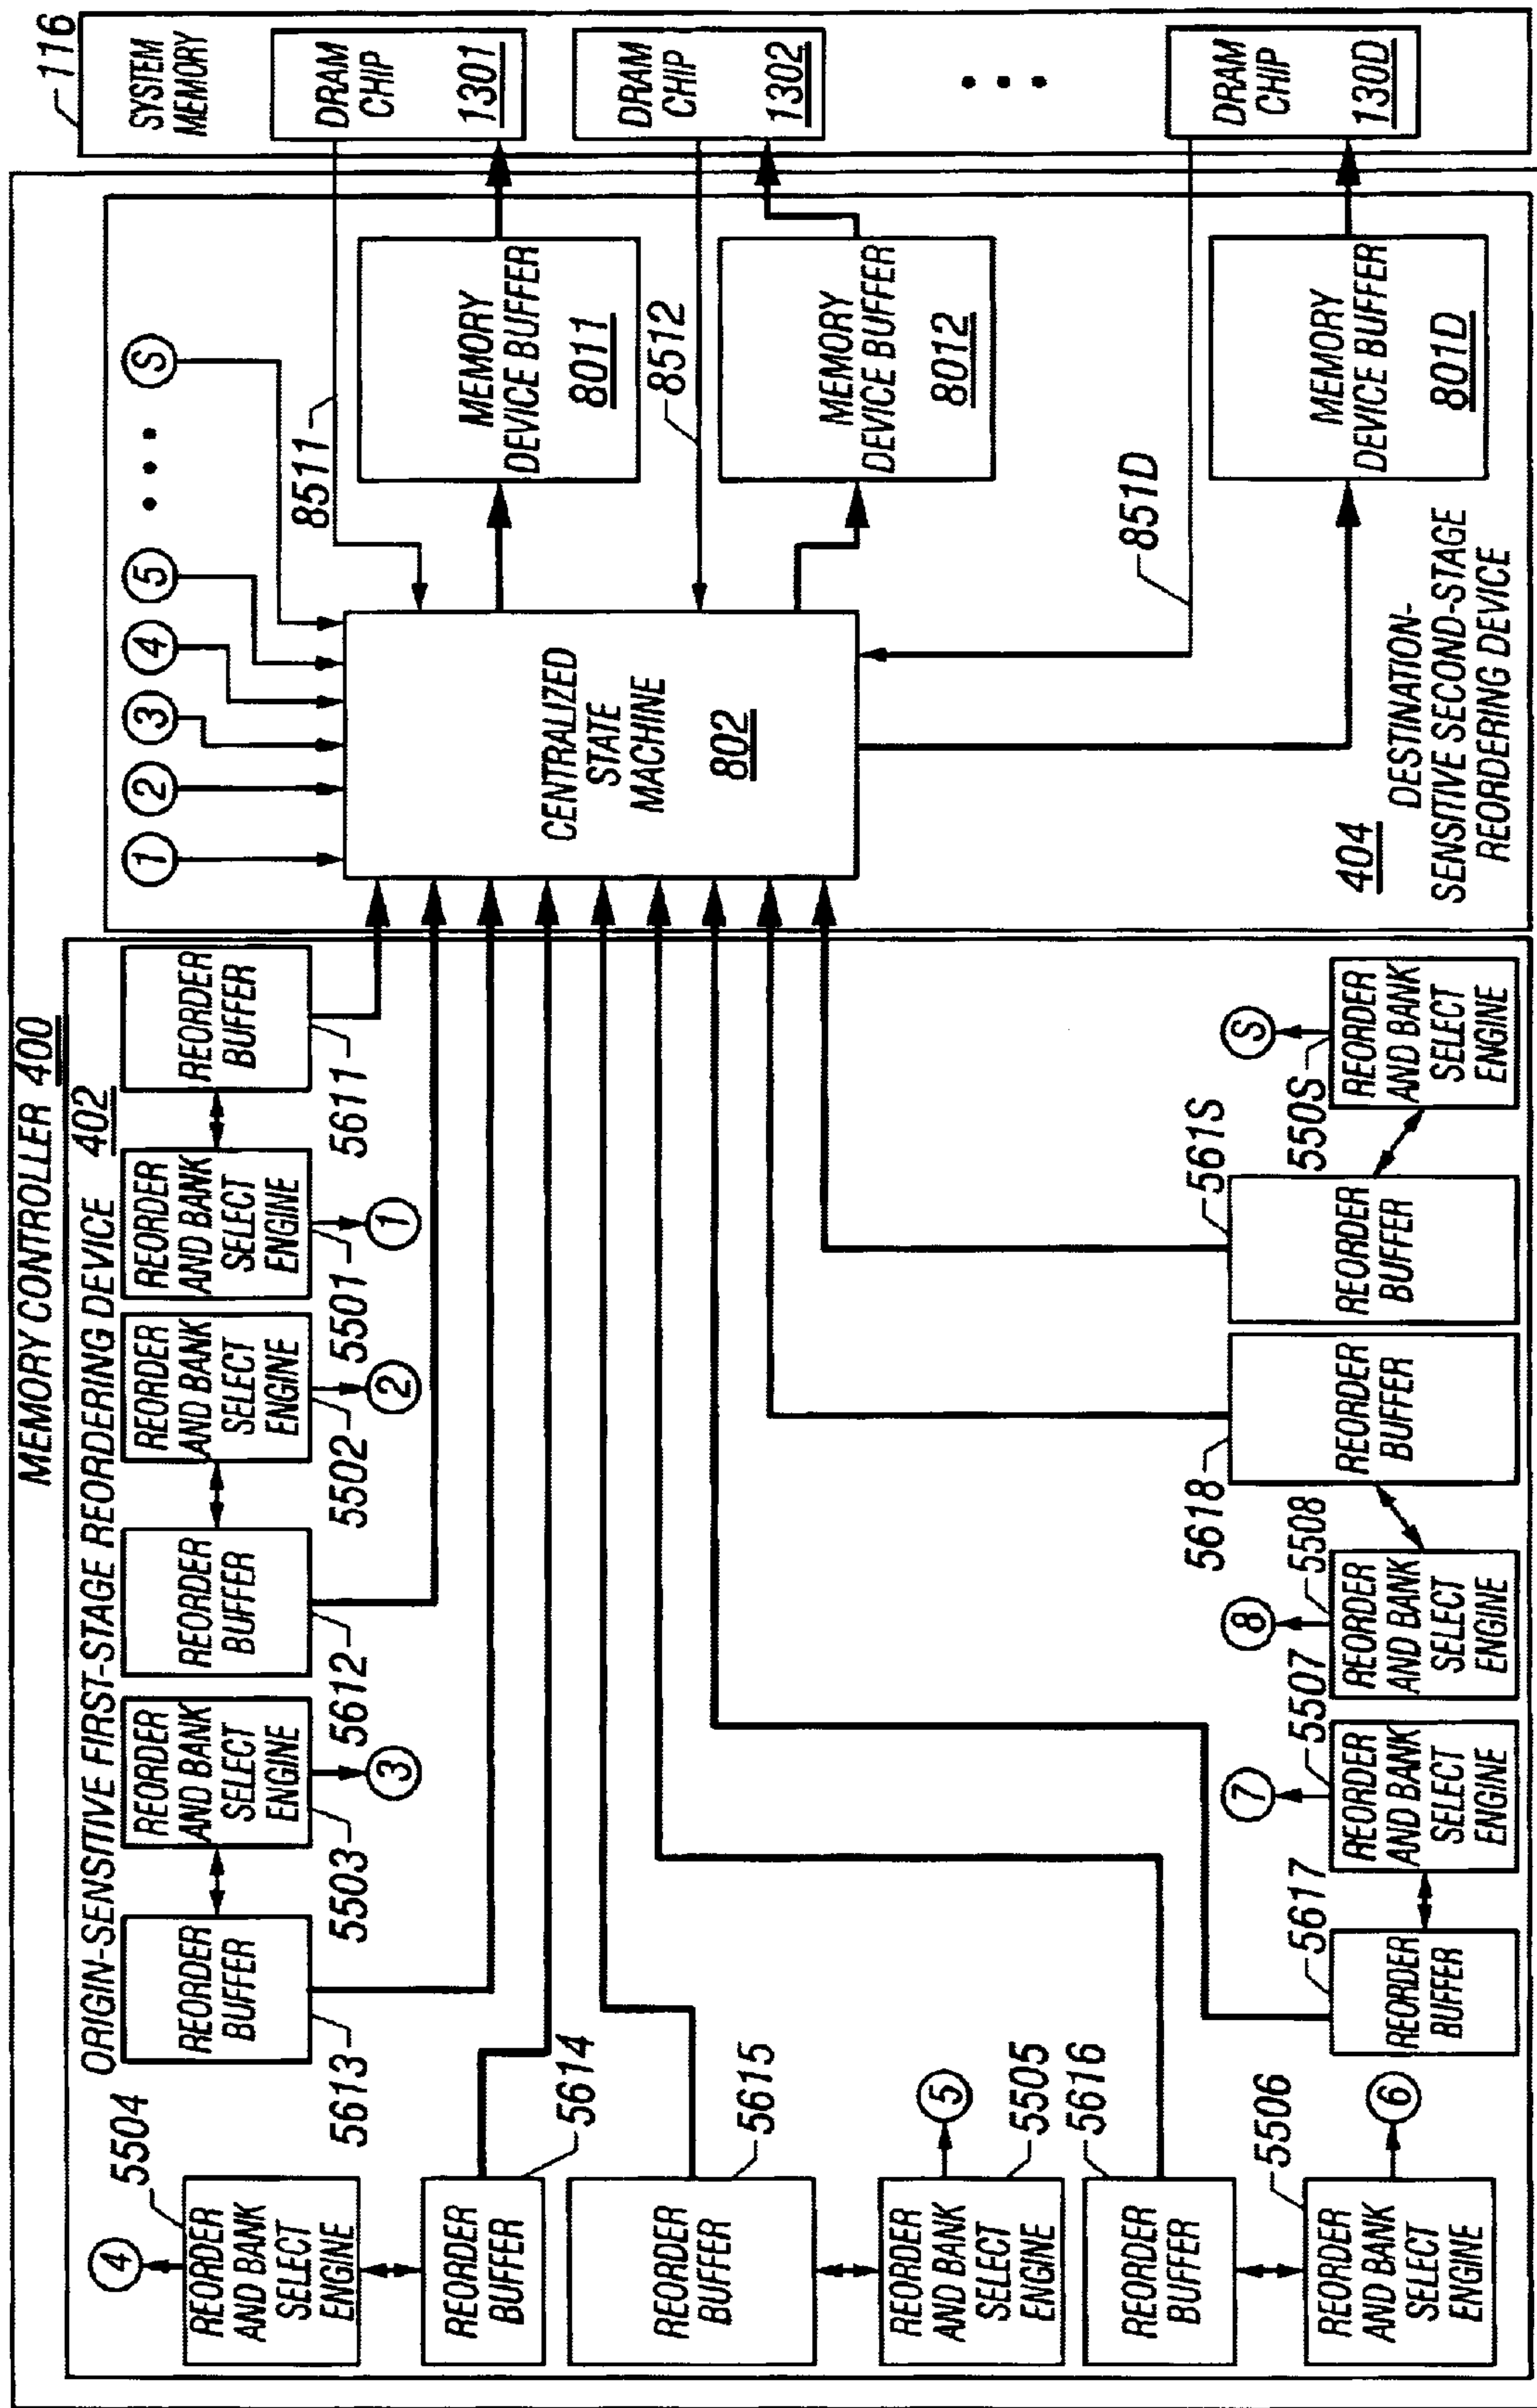 MEMORY CONTROLLER 400
ORIGIN-SENSITIVE FIRST-STAGE REORDERING DEVICE 402
4
5504
REORDER
AND BANK
SELECT
ENGINE
REORDER
BUFFER
5614
REORDER
BUFFER
5613
REORDER
AND BANK
SELECT
ENGINE
5503
3
REORDER
BUFFER
5612
REORDER
AND BANK
SELECT
ENGINE
5502
2
REORDER
AND BANK
SELECT
ENGINE
5501
1
REORDER
BUFFER
5611
REORDER
BUFFER
5615
REORDER
AND BANK
SELECT
ENGINE
5505
5
REORDER
BUFFER
5616
REORDER
AND BANK
SELECT
ENGINE
5506
6
REORDER
BUFFER
5617
REORDER
AND BANK
SELECT
ENGINE
5507
7
REORDER
AND BANK
SELECT
ENGINE
5508
8
REORDER
BUFFER
5618
REORDER
BUFFER
561S
REORDER
AND BANK
SELECT
ENGINE
550S
S
1
2
3
4
5
• • •
S
CENTRALIZED
STATE
MACHINE
802
8511
MEMORY
DEVICE BUFFER
8011
8512
MEMORY
DEVICE BUFFER
8012
851D
MEMORY
DEVICE BUFFER
801D
404
DESTINATION-
SENSITIVE SECOND-STAGE
REORDERING DEVICE
116
SYSTEM
MEMORY
DRAM
CHIP
1301
DRAM
CHIP
1302
• • •
DRAM
CHIP
130D